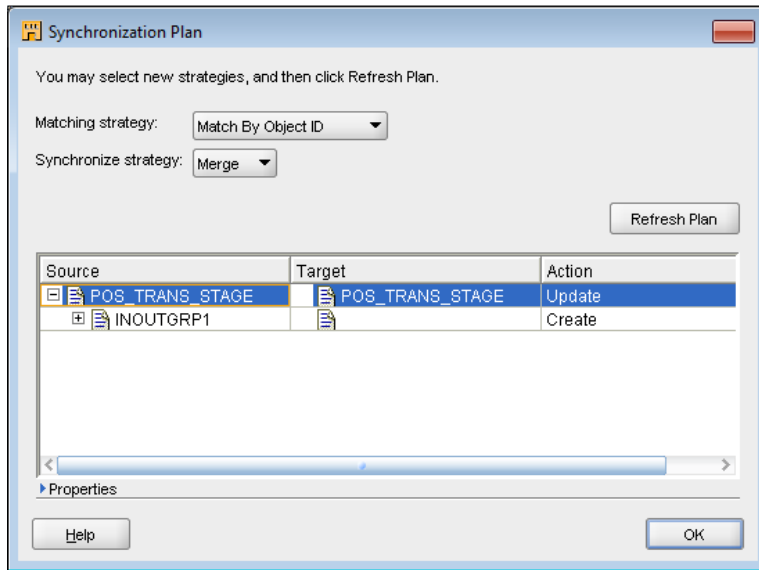 Synchronization Plan
You may select new strategies, and then click Refresh Plan.
Matching strategy: Match By Object ID
Synchronize strategy: Merge
Refresh Plan
Source Target Action
POS_TRANS_STAGE POS_TRANS_STAGE Update
INOUTGRP1 Create
Properties
Help OK